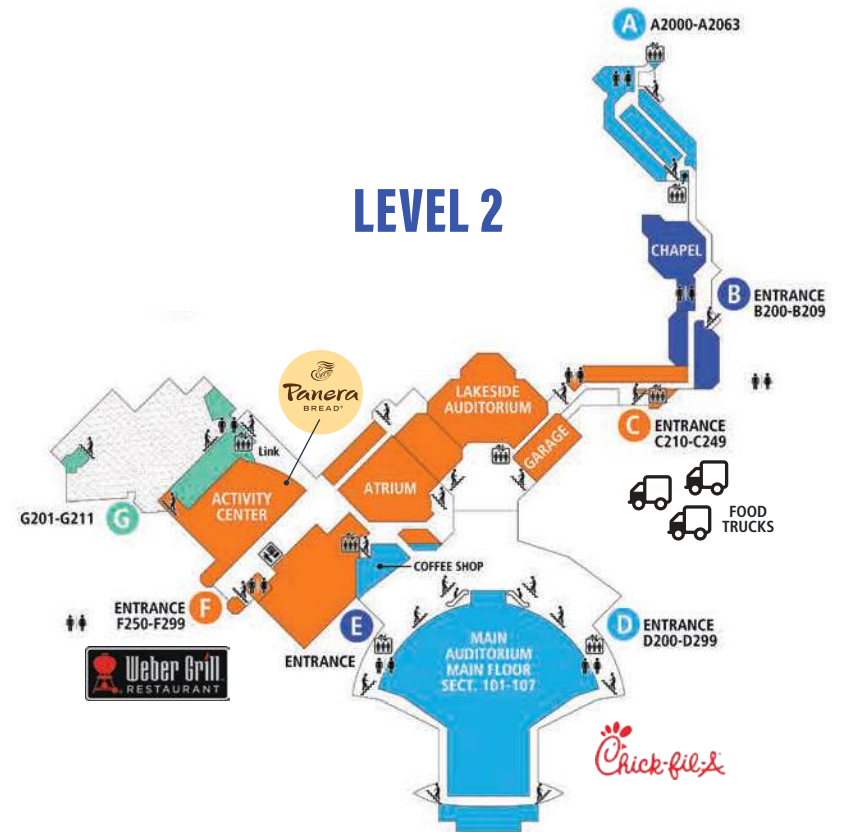 A A2000-A2063
LEVEL 2
CHAPEL
B ENTRANCE
B200-B209
Panera
BREAD®
LAKESIDE
AUDITORIUM
C ENTRANCE
C210-C249
GARAGE
Link
ATRIUM
ACTIVITY
CENTER
G201-G211 G
FOOD
TRUCKS
COFFEE SHOP
F ENTRANCE
F250-F299
E
ENTRANCE
D ENTRANCE
D200-D299
MAIN
AUDITORIUM
MAIN FLOOR
SECT. 101-107
Weber Grill
RESTAURANT
Chick-fil-A